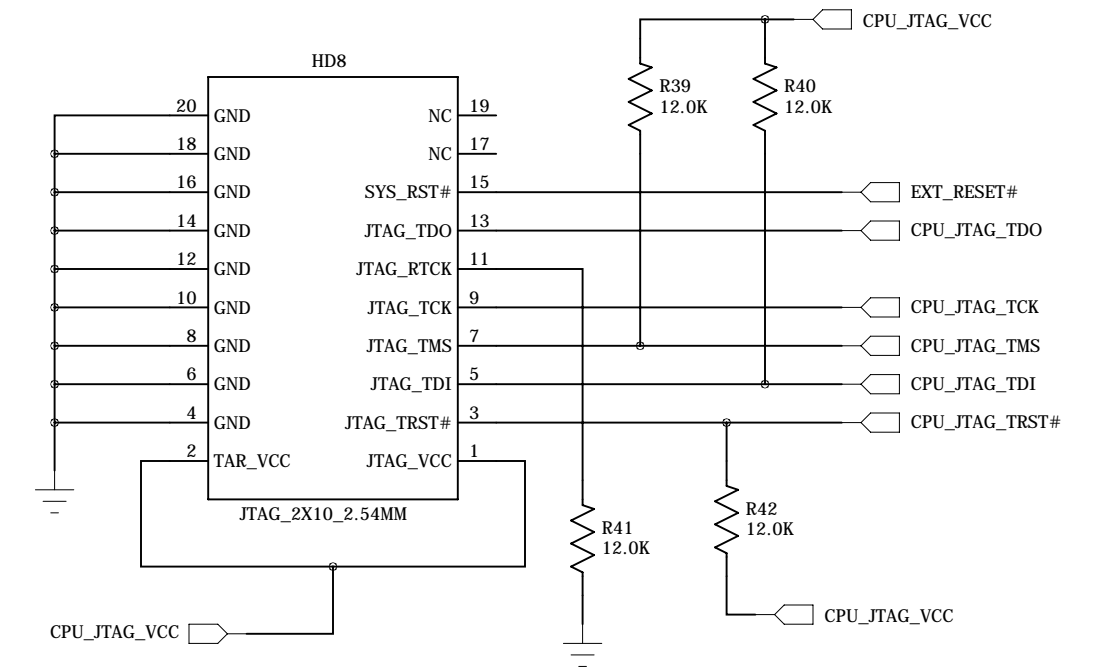 CPU_JTAG_VCC
HD8
R39
12.0K
R40
12.0K
20 GND
NC 19
18 GND
NC 17
16 GND
SYS_RST# 15
EXT_RESET#
14 GND
JTAG_TDO 13
CPU_JTAG_TDO
12 GND
JTAG_RTCK 11
10 GND
JTAG_TCK 9
CPU_JTAG_TCK
8 GND
JTAG_TMS 7
CPU_JTAG_TMS
6 GND
JTAG_TDI 5
CPU_JTAG_TDI
4 GND
JTAG_TRST# 3
CPU_JTAG_TRST#
2 TAR_VCC
JTAG_VCC 1
JTAG_2X10_2.54MM
R41
12.0K
R42
12.0K
CPU_JTAG_VCC
CPU_JTAG_VCC